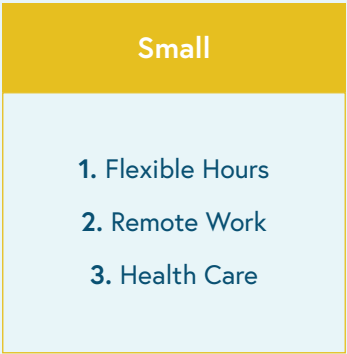 Small
1. Flexible Hours
2. Remote Work
3. Health Care